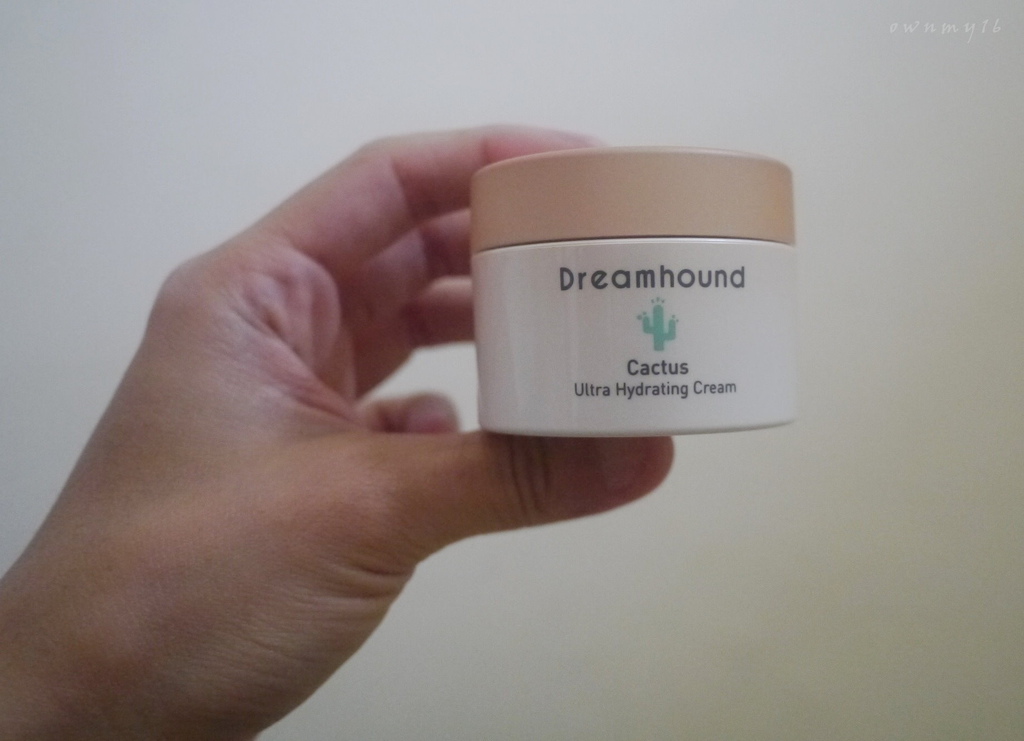 ownmy16
Dreamhound
Cactus
Ultra Hydrating Cream